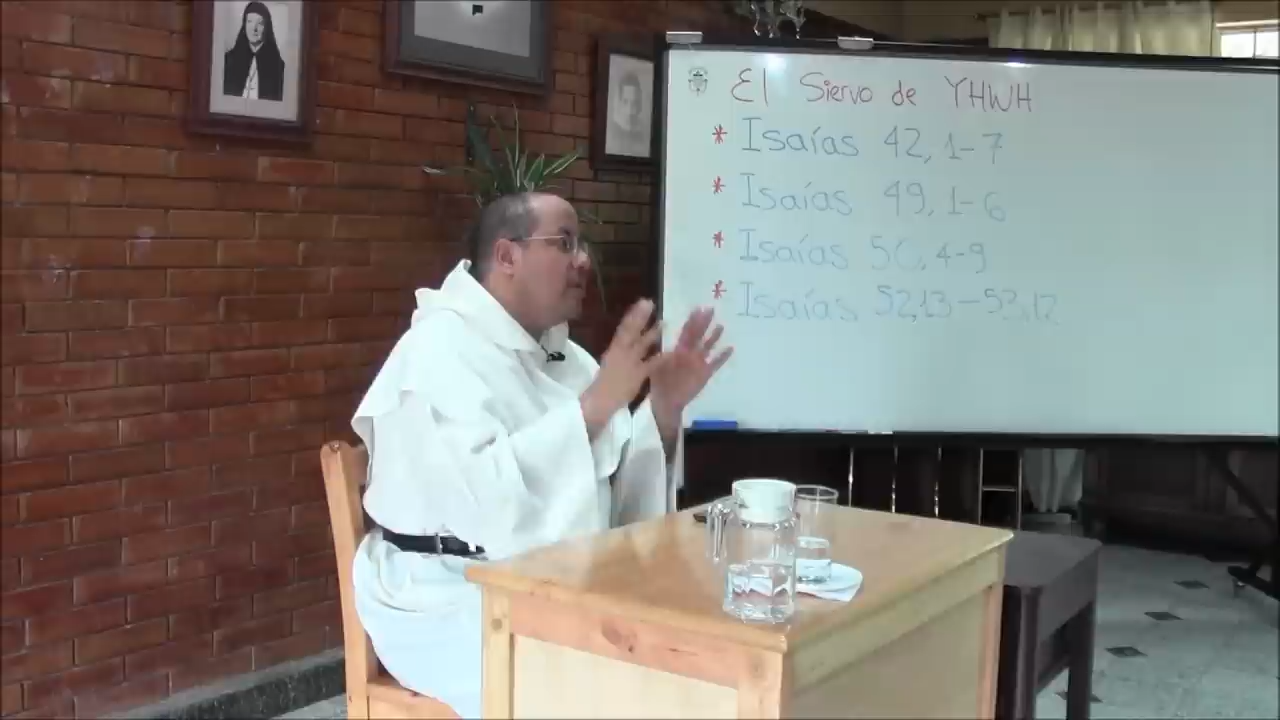 El Siervo de YHWH
* Isaías 42, 1-7
* Isaías 49, 1-6
* Isaías 50, 4-9
* Isaías 52,13-53,12